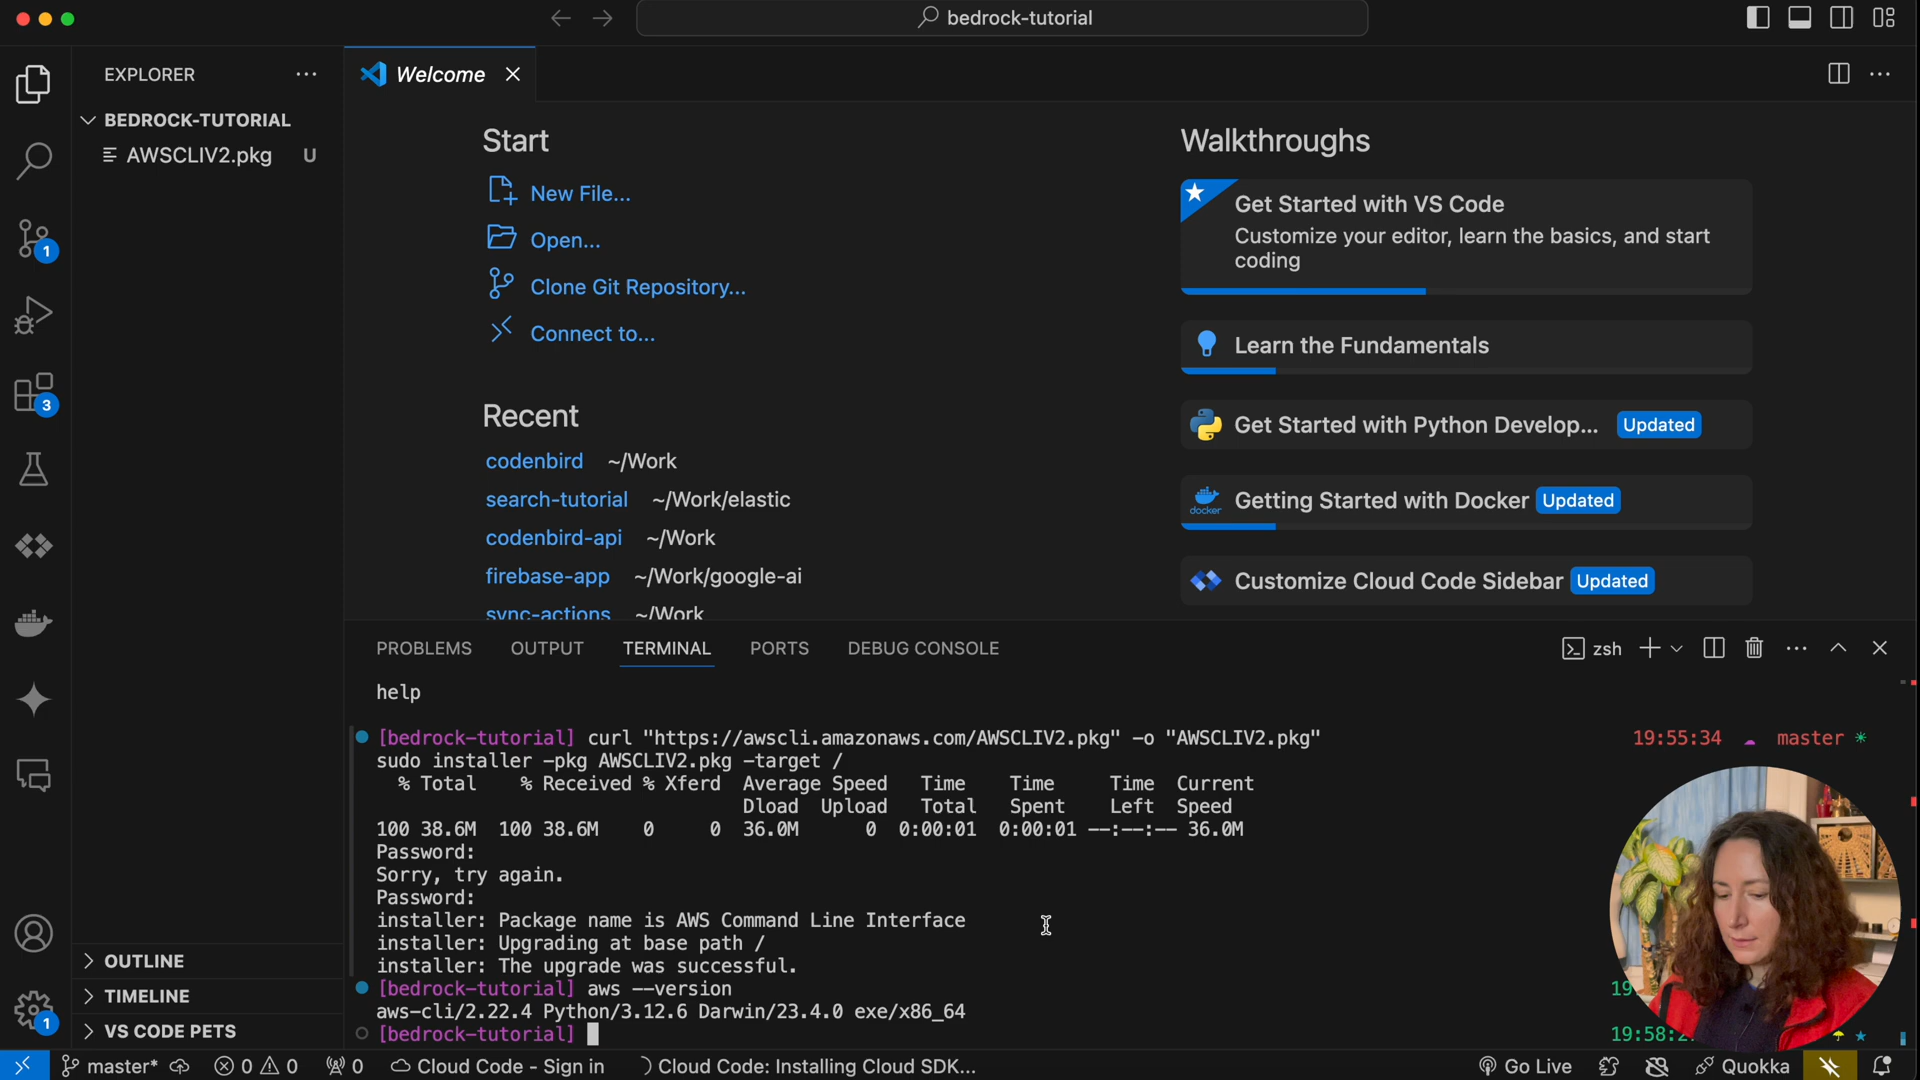 bedrock-tutorial
EXPLORER
Welcome
BEDROCK-TUTORIAL
AWSCLIV2.pkg U
Start
New File...
Open...
Clone Git Repository...
Connect to...
Recent
codenbird ~/Work
search-tutorial ~/Work/elastic
codenbird-api ~/Work
firebase-app ~/Work/google-ai
sync-actions ~/Work
Walkthroughs
Get Started with VS Code
Customize your editor, learn the basics, and start
coding
Learn the Fundamentals
Get Started with Python Develop... Updated
docker
Getting Started with Docker Updated
Customize Cloud Code Sidebar Updated
1
3
1
OUTLINE
TIMELINE
VS CODE PETS
PROBLEMS OUTPUT TERMINAL PORTS DEBUG CONSOLE zsh
help
[bedrock-tutorial] curl "https://awscli.amazonaws.com/AWSCLIV2.pkg" -o "AWSCLIV2.pkg" 19:55:34 master
sudo installer -pkg AWSCLIV2.pkg -target /
% Total % Received % Xferd Average Speed Time Time Time Current
Dload Upload Total Spent Left Speed
100 38.6M 100 38.6M 0 0 36.0M 0 0:00:01 0:00:01 --:--:-- 36.0M
Password:
Sorry, try again.
Password:
installer: Package name is AWS Command Line Interface
installer: Upgrading at base path /
installer: The upgrade was successful.
[bedrock-tutorial] aws --version
aws-cli/2.22.4 Python/3.12.6 Darwin/23.4.0 exe/x86_64
[bedrock-tutorial]
master* 0 0 0 Cloud Code - Sign in Cloud Code: Installing Cloud SDK... Go Live Quokka